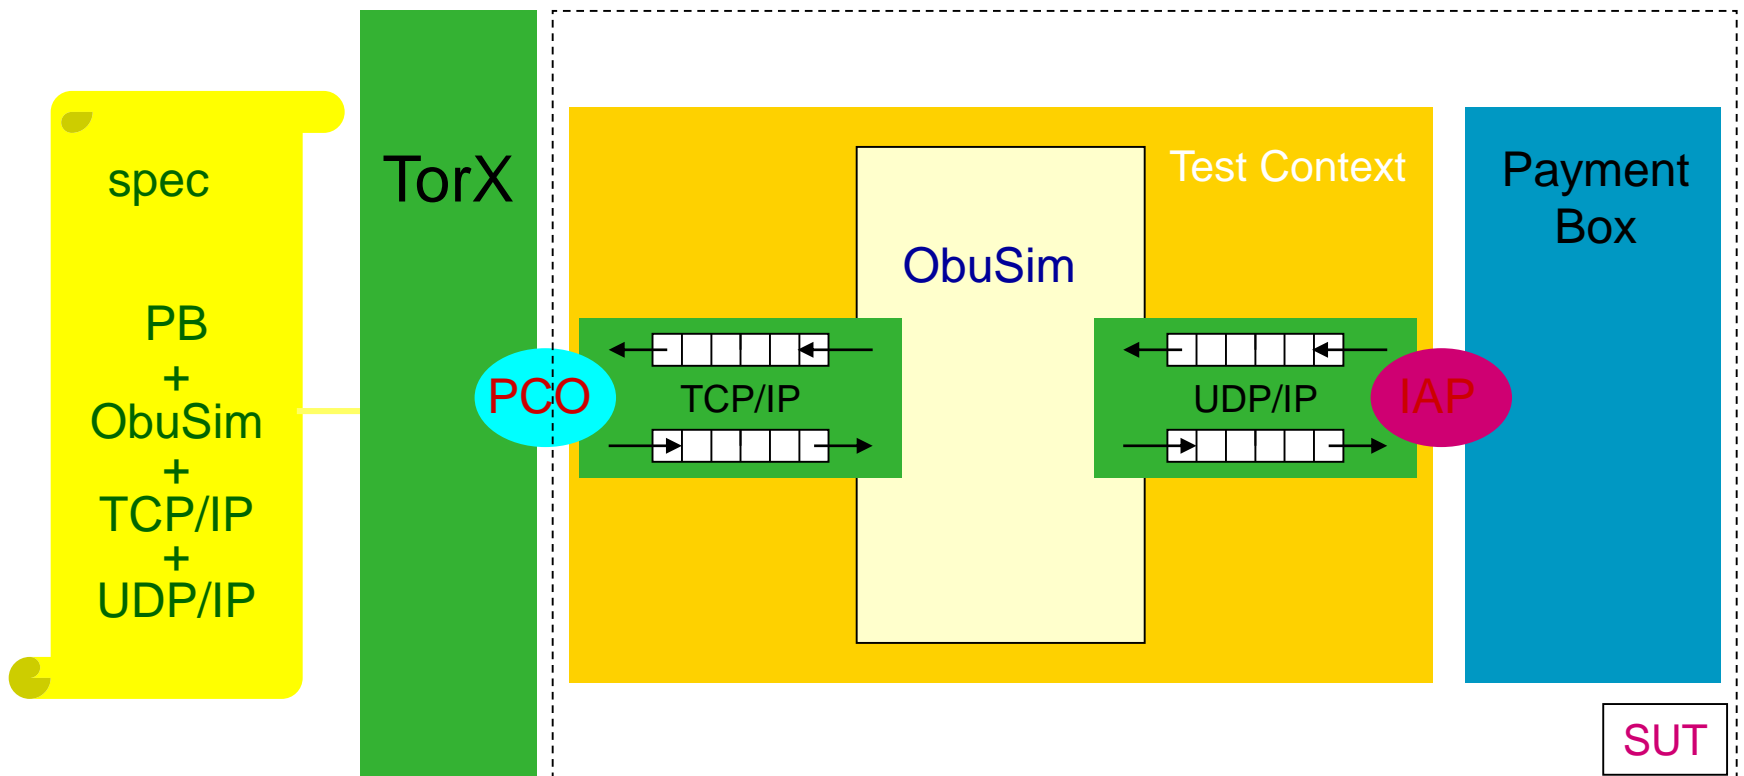 spec
PB
+
ObuSim
+
TCP/IP
+
UDP/IP
TorX
PCO
TCP/IP
ObuSim
Test Context
UDP/IP
IAP
Payment
Box
SUT